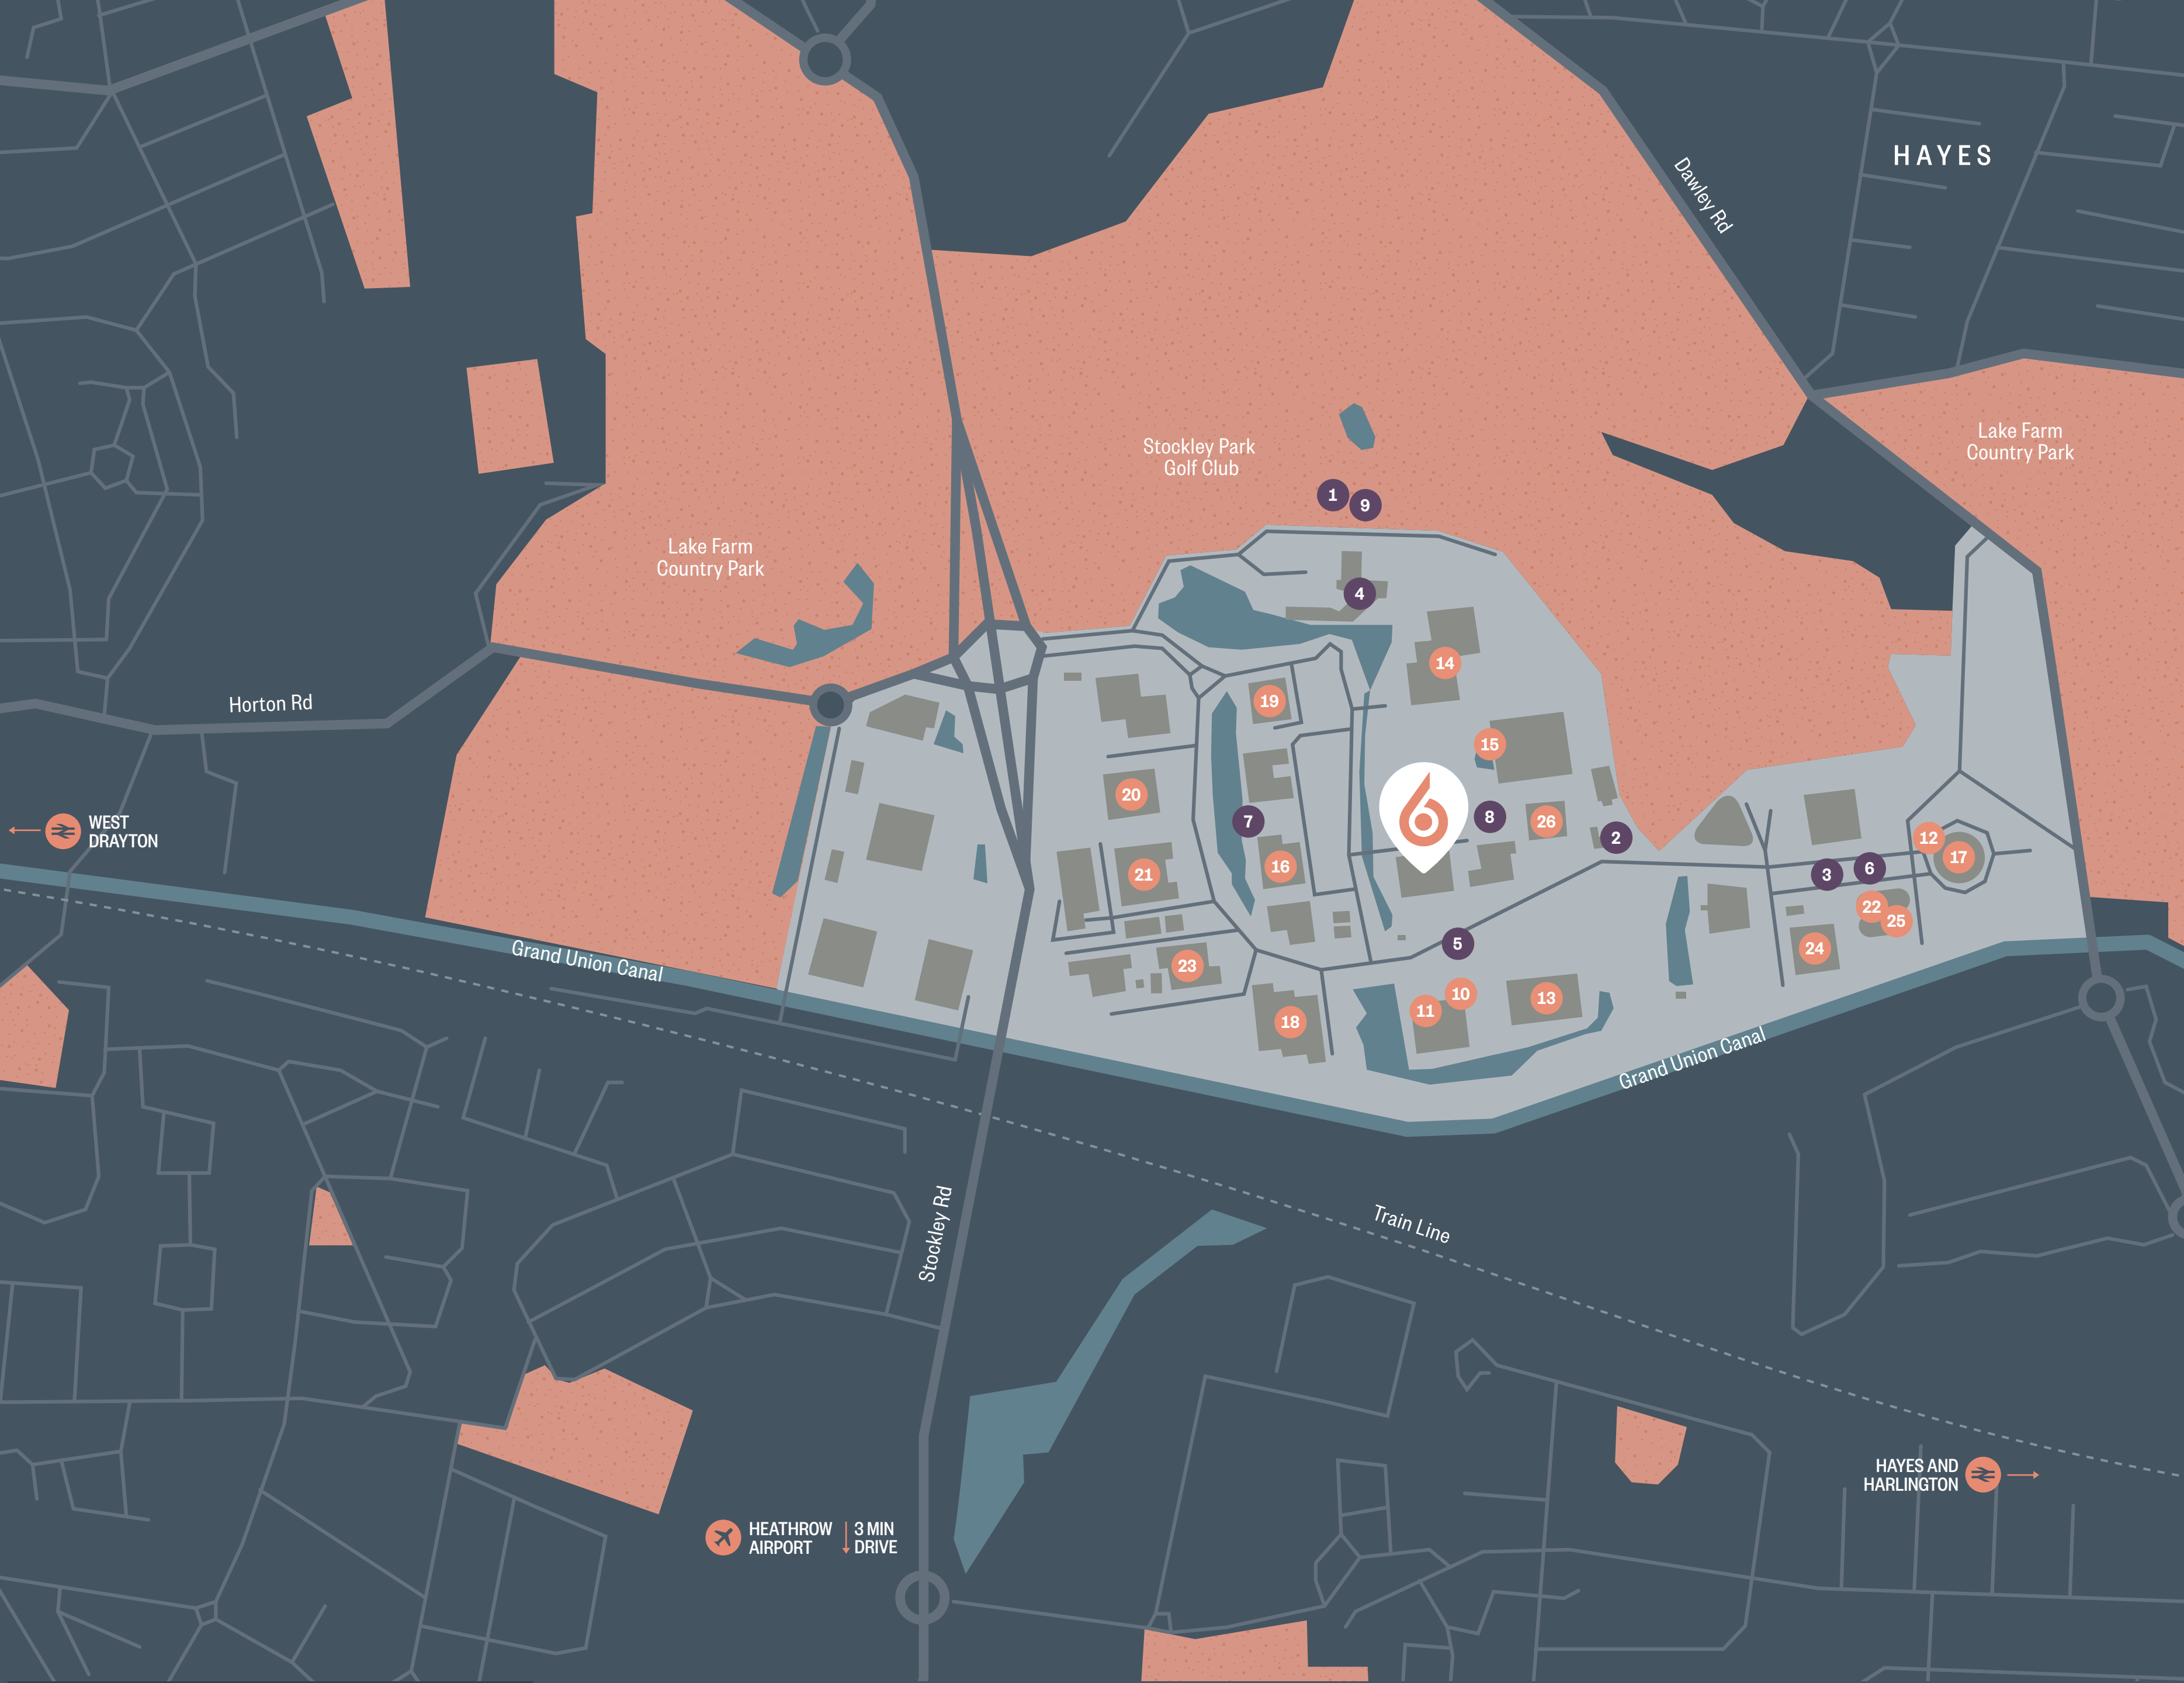 HAYES
Dawley Rd
Stockley Park
Golf Club
Lake Farm
Country Park
1
9
Lake Farm
Country Park
4
14
Horton Rd
19
15
20
7
6
8
26
2
WEST
DRAYTON
21
16
3
6
12
17
22
25
Grand Union Canal
23
5
24
18
11
10
13
Grand Union Canal
Stockley Rd
Train Line
HAYES AND
HARLINGTON
HEATHROW
AIRPORT
3 MIN
DRIVE